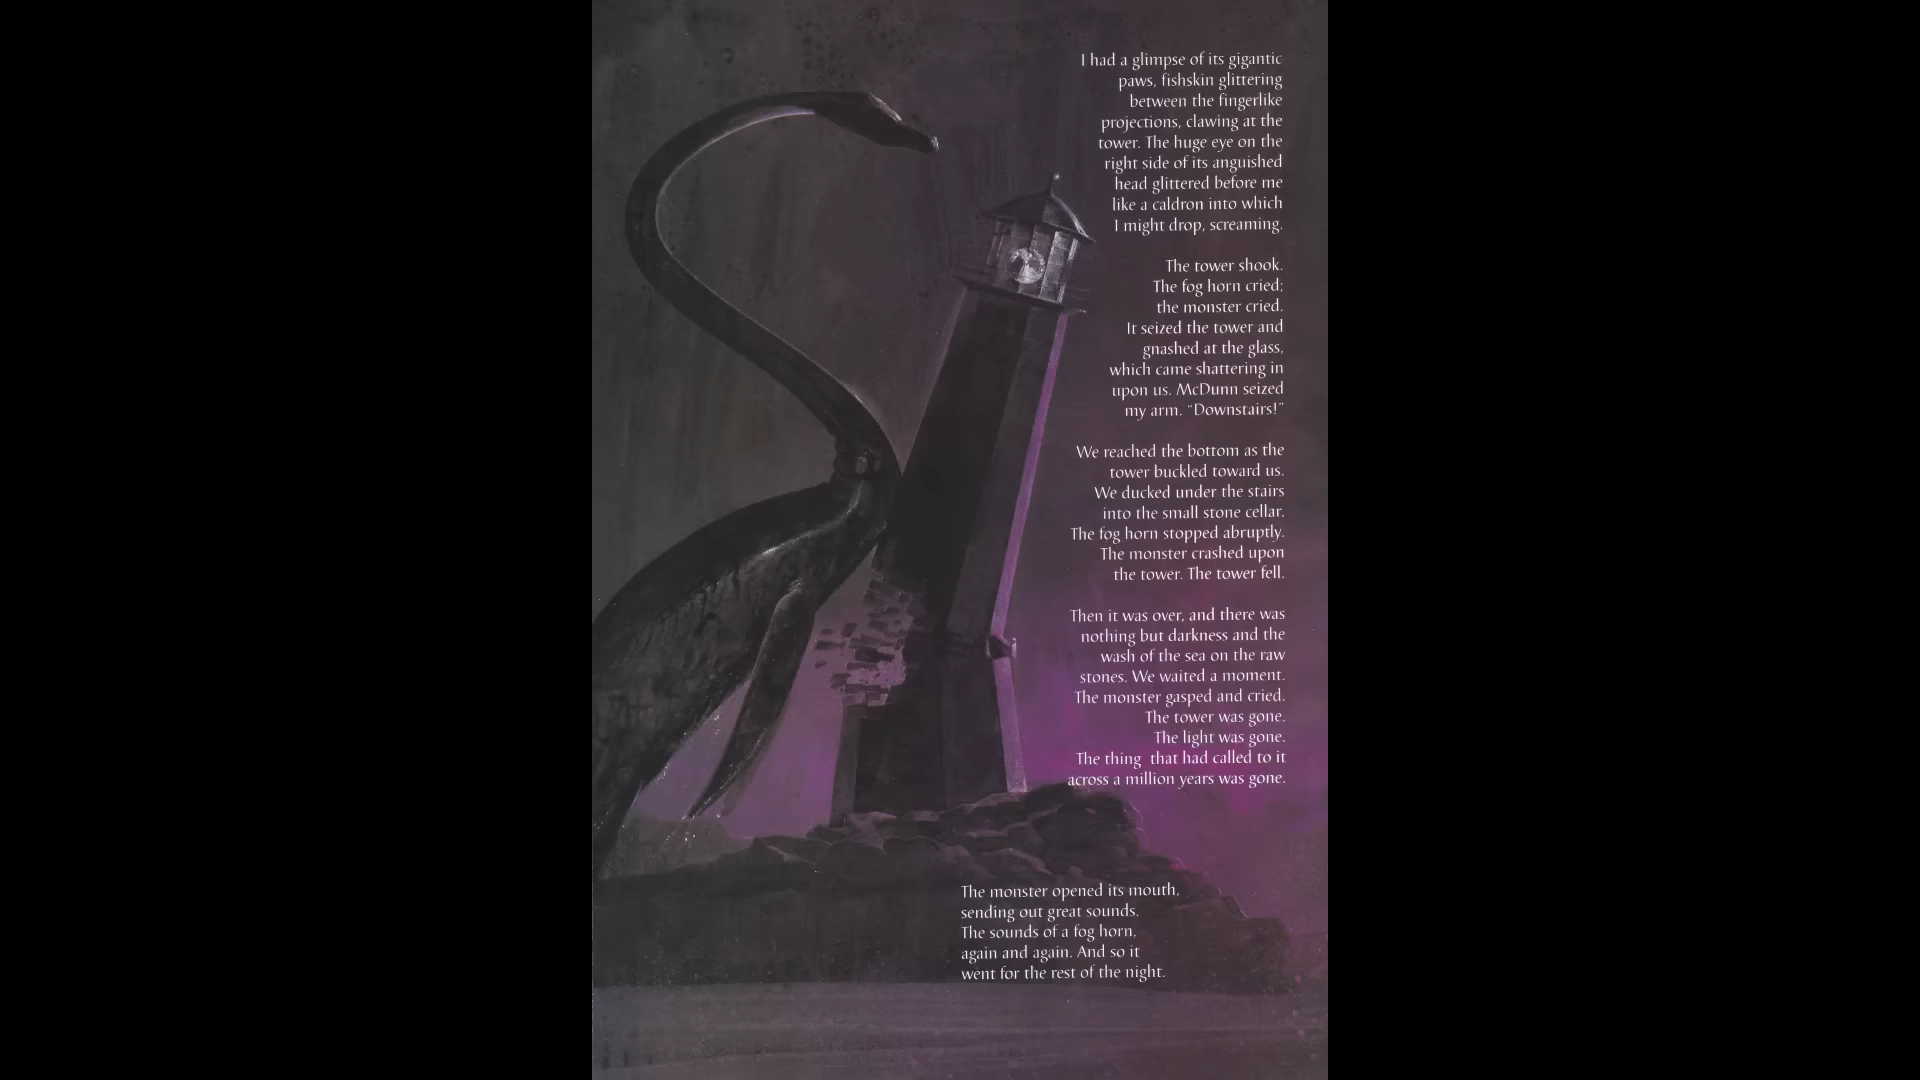 I had a glimpse of its gigantic
paws, fishskin glittering
between the fingerlike
projections, clawing at the
tower. The huge eye on the
right side of its anguished
head glittered before me
like a caldron into which
I might drop, screaming.
The tower shook.
The fog horn cried;
the monster cried.
It seized the tower and
gnashed at the glass,
which came shattering in
upon us. McDunn seized
my arm. “Downstairs!”
We reached the bottom as the
tower buckled toward us.
We ducked under the stairs
into the small stone cellar.
The fog horn stopped abruptly.
The monster crashed upon
the tower. The tower fell.
Then it was over, and there was
nothing but darkness and the
wash of the sea on the raw
stones. We waited a moment.
The monster gasped and cried.
The tower was gone.
The light was gone.
The thing that had called to it
across a million years was gone.
The monster opened its mouth,
sending out great sounds.
The sounds of a fog horn,
again and again. And so it
went for the rest of the night.